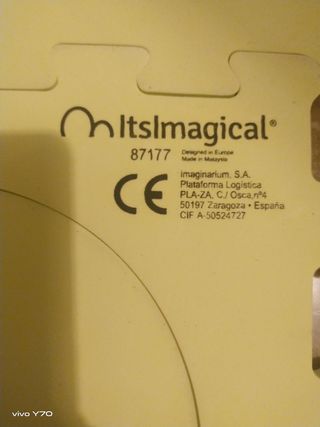 ItsImagical®
87177
Designed in Europe
Made in Malaysia
CE
Imaginarium, S.A.
Plataforma Logística
PLA-ZA, C./ Osca,nº4
50197 Zaragoza • España
CIF A-50524727
vivo Y70